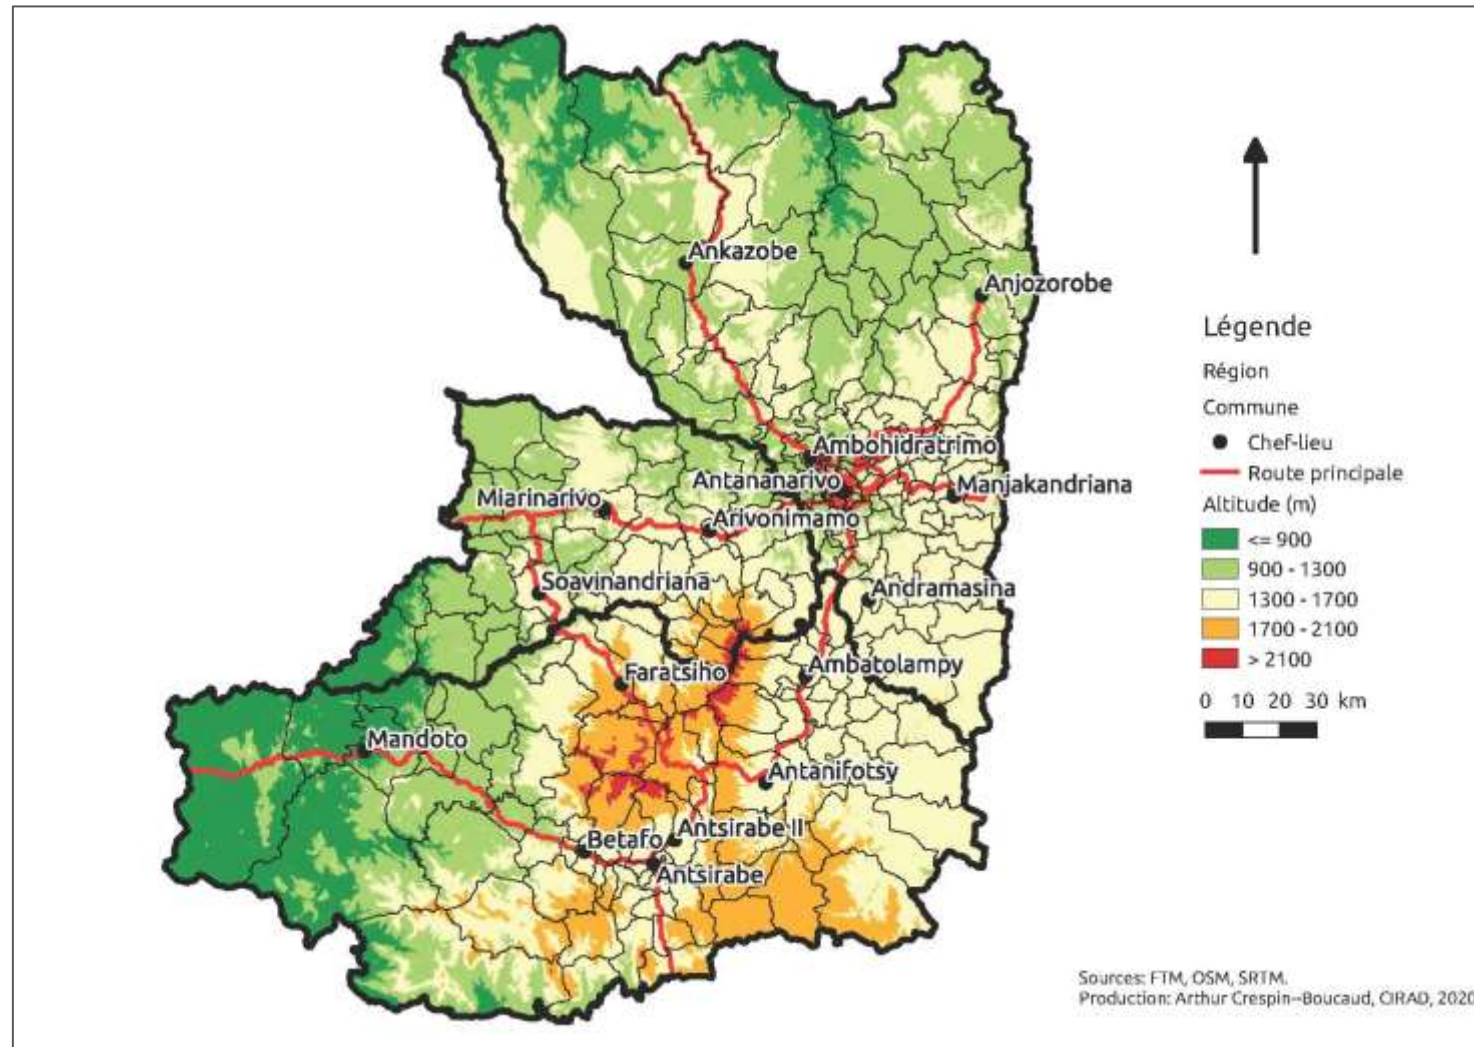 Ankazobe
Anjozorobe
Ambohidratrimo
Antananarivo
Manjakandriana
Miarinarivo
Arivonimamo
Soavinandriana
Andramasina
Faratsiho
Ambatolampy
Mandoto
Antanifotsy
Betafo
Antsirabe II
Antsirabe
Légende
Région
Commune
Chef-lieu
Route principale
Altitude (m)
<= 900
900 - 1300
1300 - 1700
1700 - 2100
> 2100
0 10 20 30 km
Sources: FTM, OSM, SRTM.
Production: Arthur Crespin--Boucaud, CIRAD, 2020